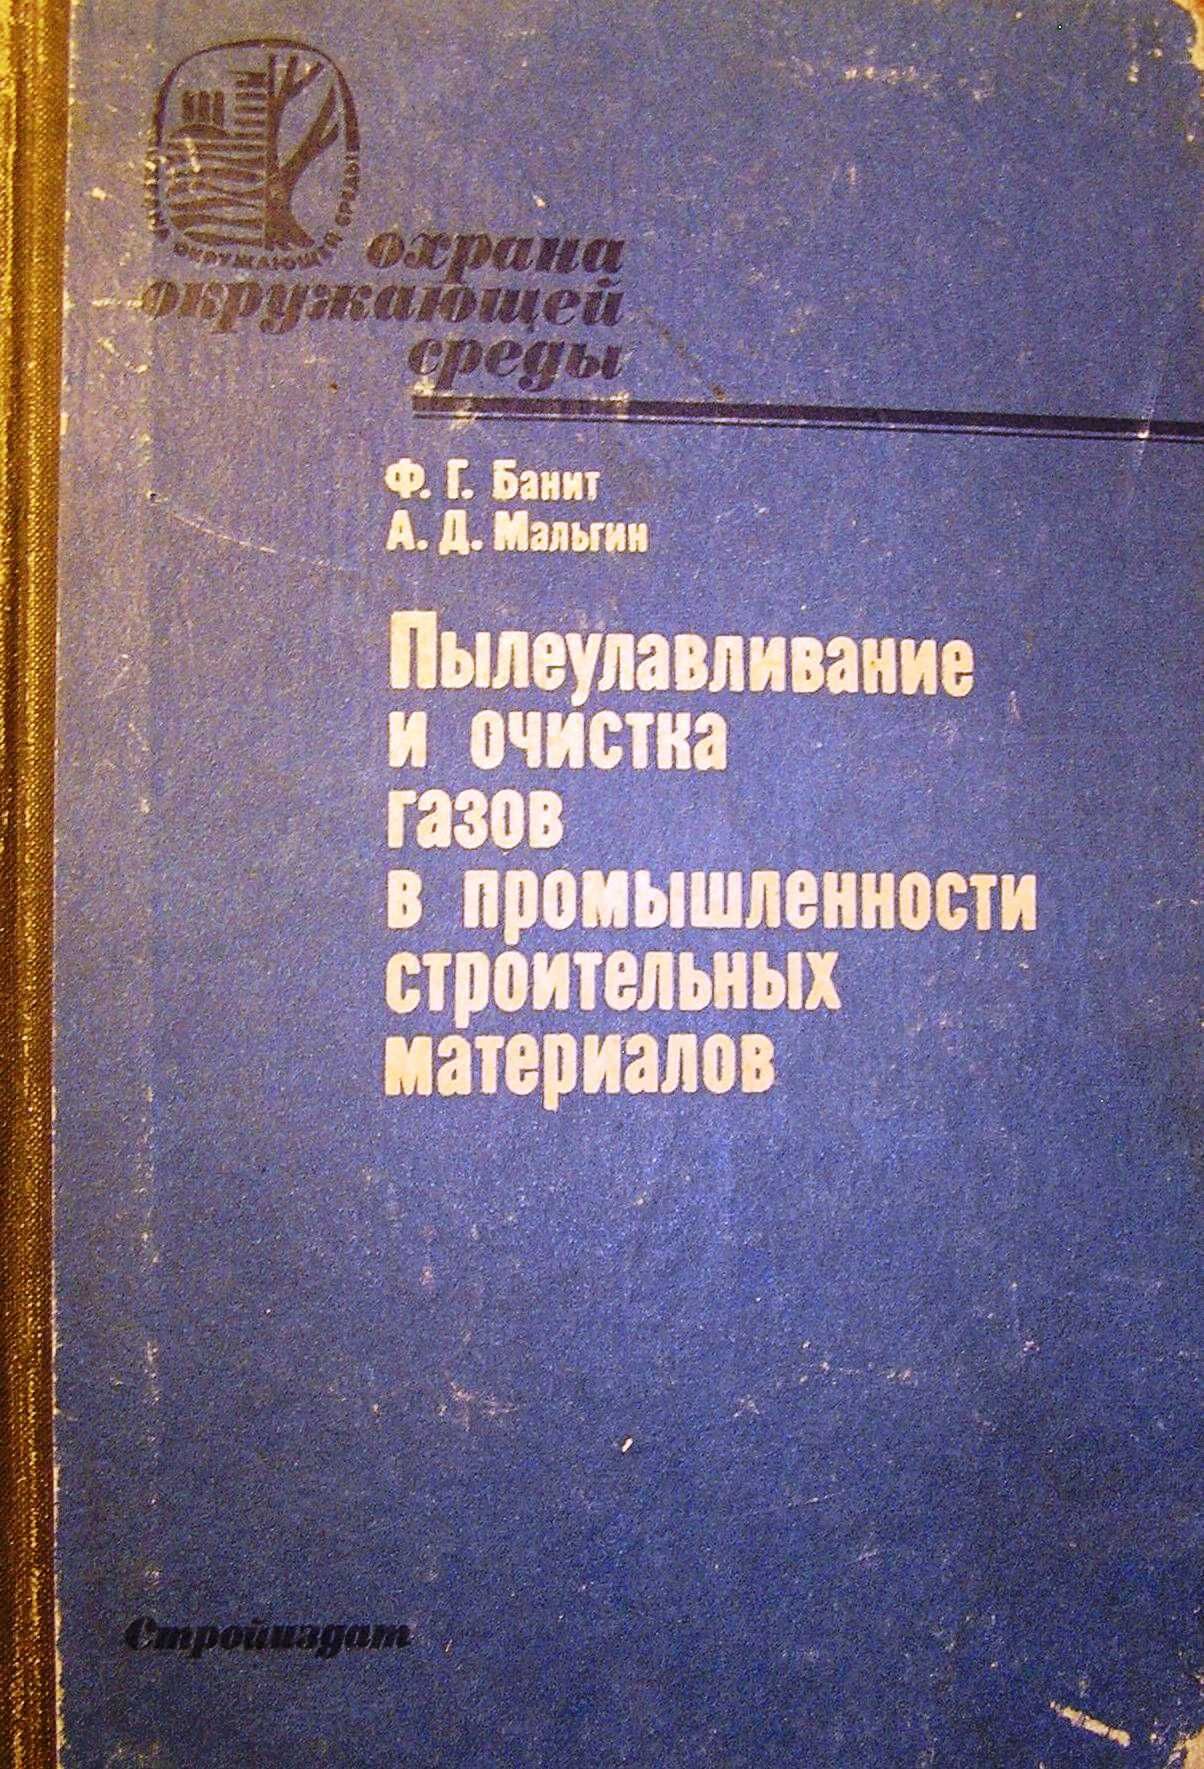 охрана
окружающей
среды
Ф. Г. Банит
А. Д. Мальгин
Пылеулавливание
и очистка
газов
в промышленности
строительных
материалов
Стройиздат